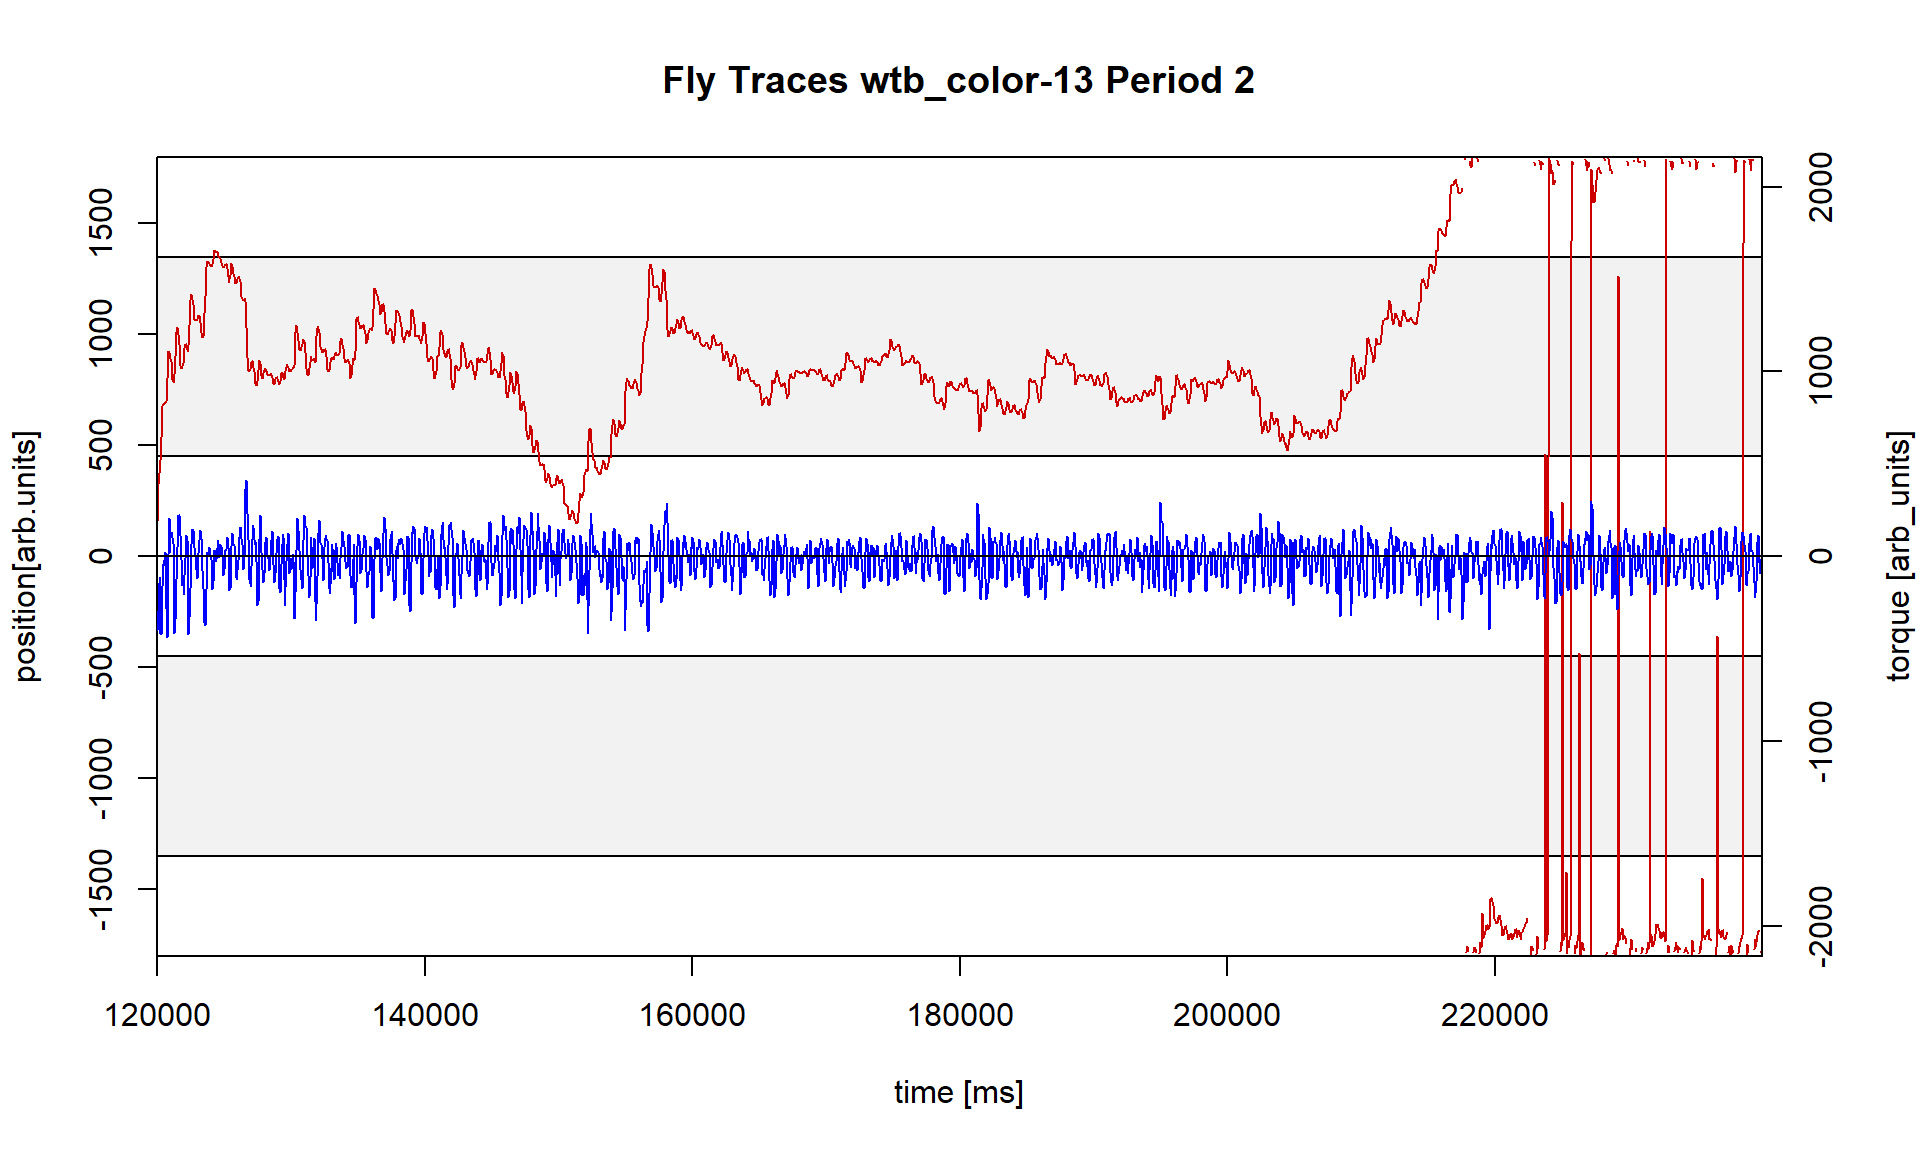 Fly Traces wtb_color-13 Period 2
position[arb.units]
1500
1000
500
0
-500
-1000
-1500
2000
1000
0
-1000
-2000
torque [arb_units]
120000 140000 160000 180000 200000 220000
time [ms]